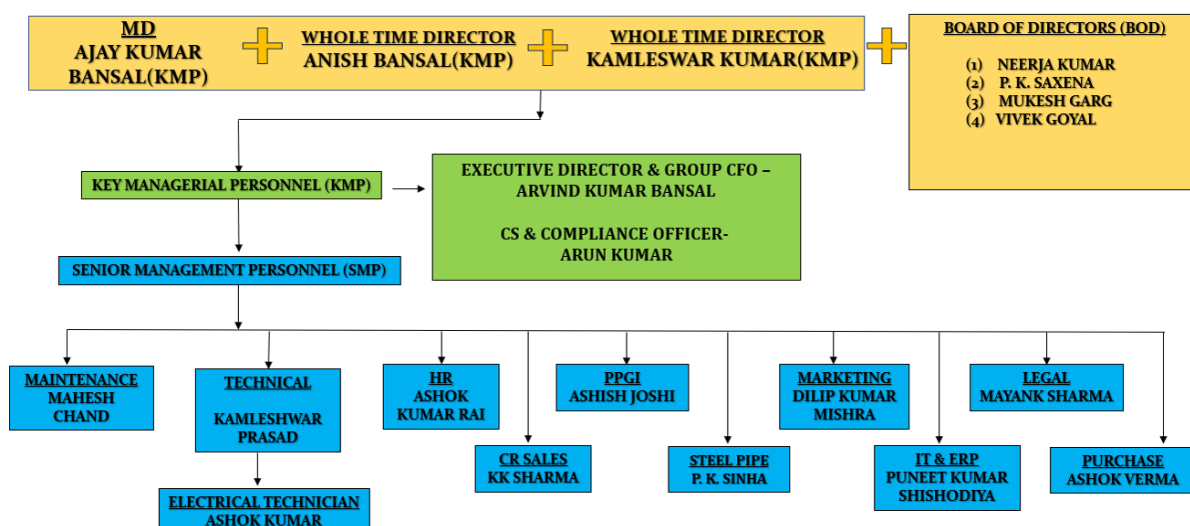 MD
AJAY KUMAR
BANSAL(KMP)
WHOLE TIME DIRECTOR
ANISH BANSAL(KMP)
WHOLE TIME DIRECTOR
KAMLESWAR KUMAR(KMP)
BOARD OF DIRECTORS (BOD)
(1) NEERJA KUMAR
(2) P. K. SAXENA
(3) MUKESH GARG
(4) VIVEK GOYAL
KEY MANAGERIAL PERSONNEL (KMP)
EXECUTIVE DIRECTOR & GROUP CFO –
ARVIND KUMAR BANSAL
CS & COMPLIANCE OFFICER-
ARUN KUMAR
SENIOR MANAGEMENT PERSONNEL (SMP)
MAINTENANCE
MAHESH
CHAND
TECHNICAL
KAMLESHWAR
PRASAD
HR
ASHOK
KUMAR RAI
PPGI
ASHISH JOSHI
MARKETING
DILIP KUMAR
MISHRA
LEGAL
MAYANK SHARMA
CR SALES
KK SHARMA
STEEL PIPE
P. K. SINHA
IT & ERP
PUNEET KUMAR
SHISHODIYA
PURCHASE
ASHOK VERMA
ELECTRICAL TECHNICIAN
ASHOK KUMAR